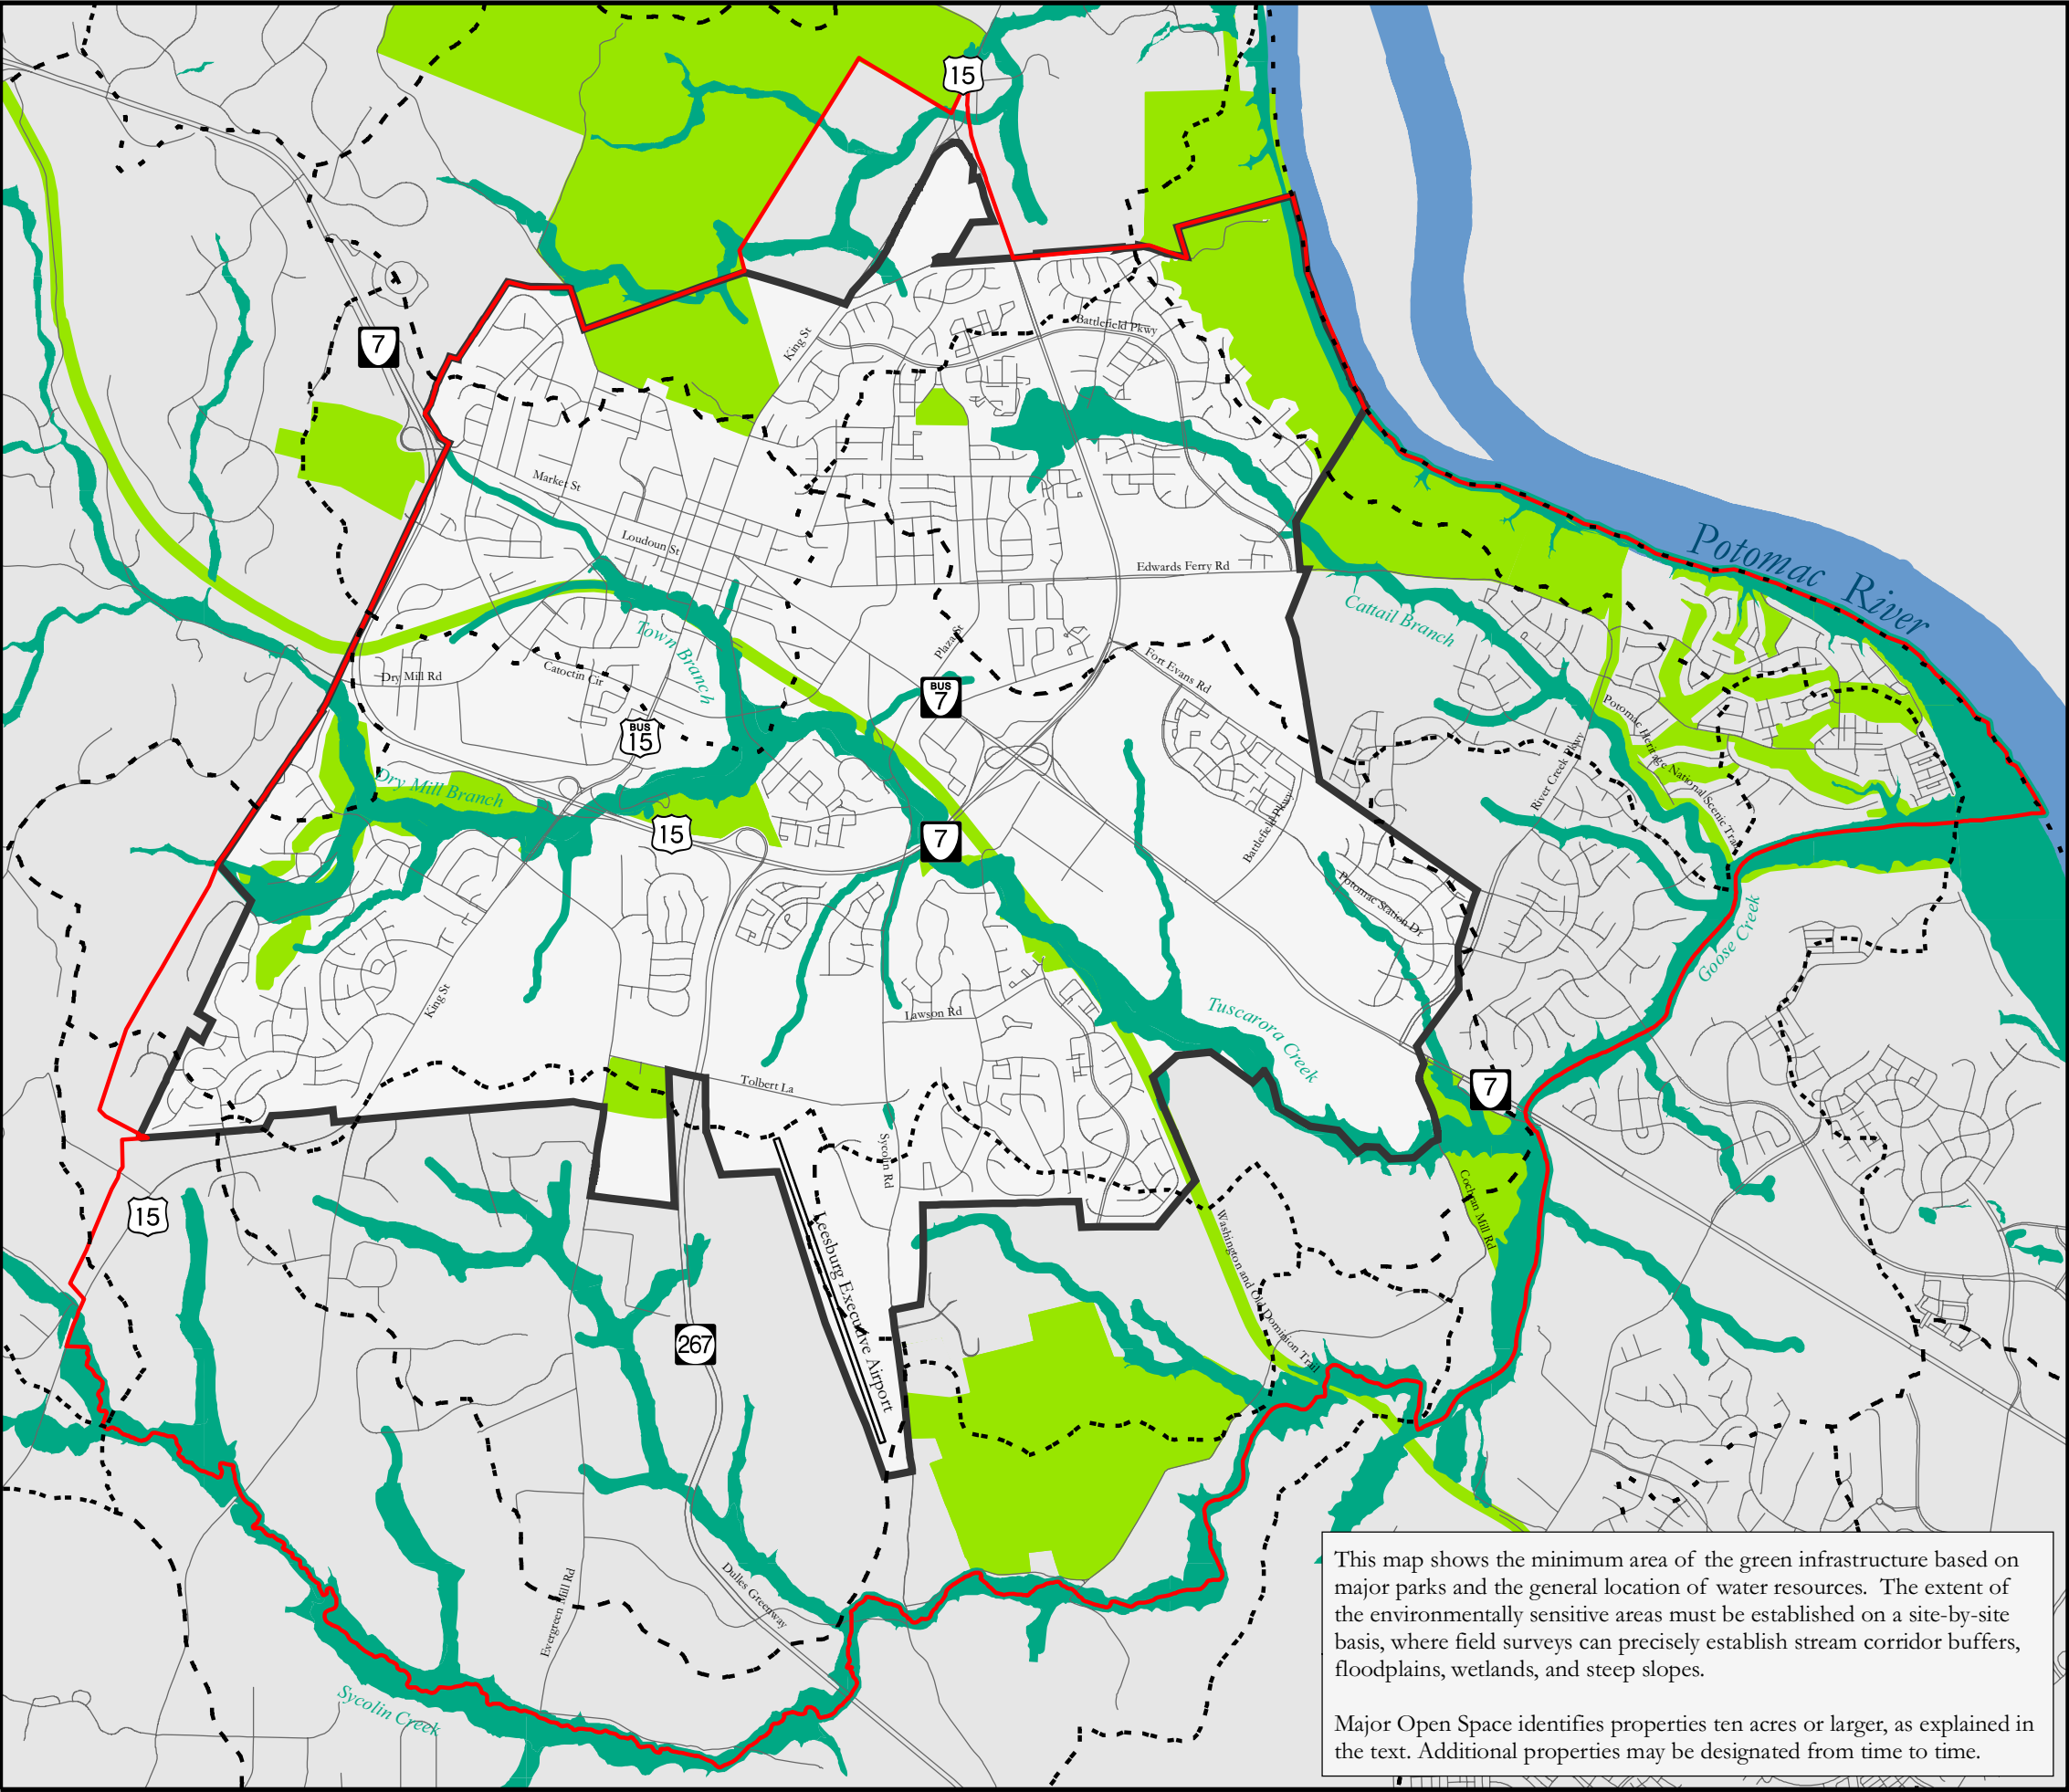 15
7
King St
Battlefield Pkwy
Market St
Loudoun St
Edwards Ferry Rd
Potomac River
Cattail Branch
Town Branch
Plaza St
Fort Evans Rd
Dry Mill Rd
Catoctin Cir
BUS
7
BUS
15
Potomac Heritage National Scenic Trail
River Creek Pkwy
Dry Mill Branch
15
7
Battlefield Pkwy
Potomac Station Dr
Goose Creek
King St
Lawson Rd
Tuscarora Creek
Tolbert La
7
Sycolin Rd
Cochran Mill Rd
15
Leesburg Executive Airport
Washington and Old Dominion Trail
267
Evergreen Mill Rd
Dulles Greenway
Sycolin Creek
This map shows the minimum area of the green infrastructure based on
major parks and the general location of water resources.  The extent of
the environmentally sensitive areas must be established on a site-by-site
basis, where field surveys can precisely establish stream corridor buffers,
floodplains, wetlands, and steep slopes.
Major Open Space identifies properties ten acres or larger, as explained in
the text. Additional properties may be designated from time to time.